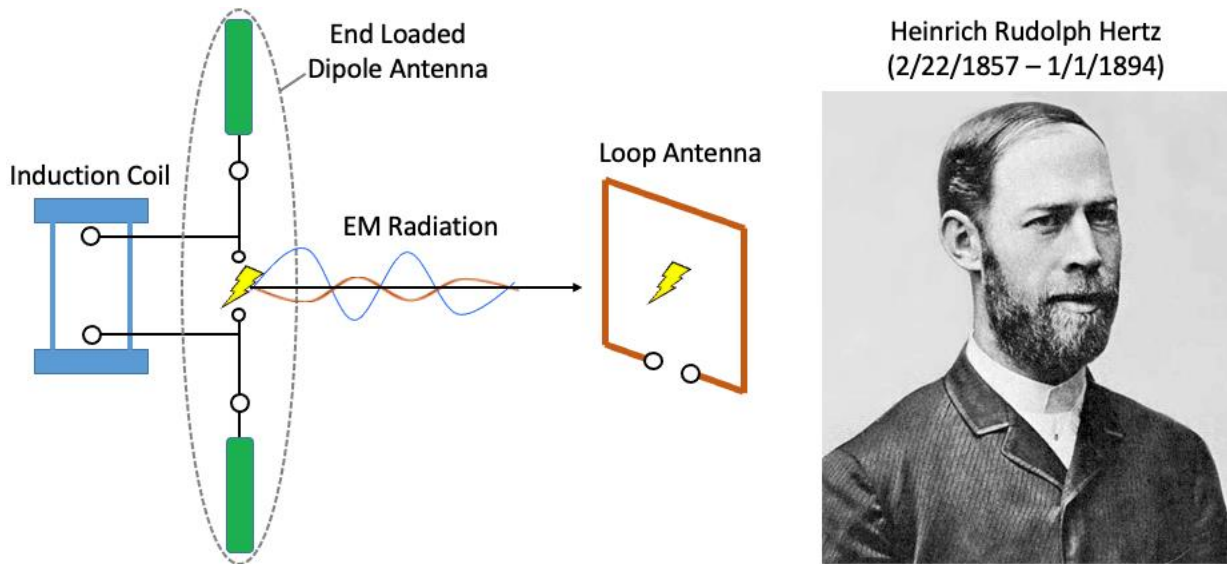 End Loaded
Dipole Antenna
Induction Coil
EM Radiation
Loop Antenna
Heinrich Rudolph Hertz
(2/22/1857 – 1/1/1894)